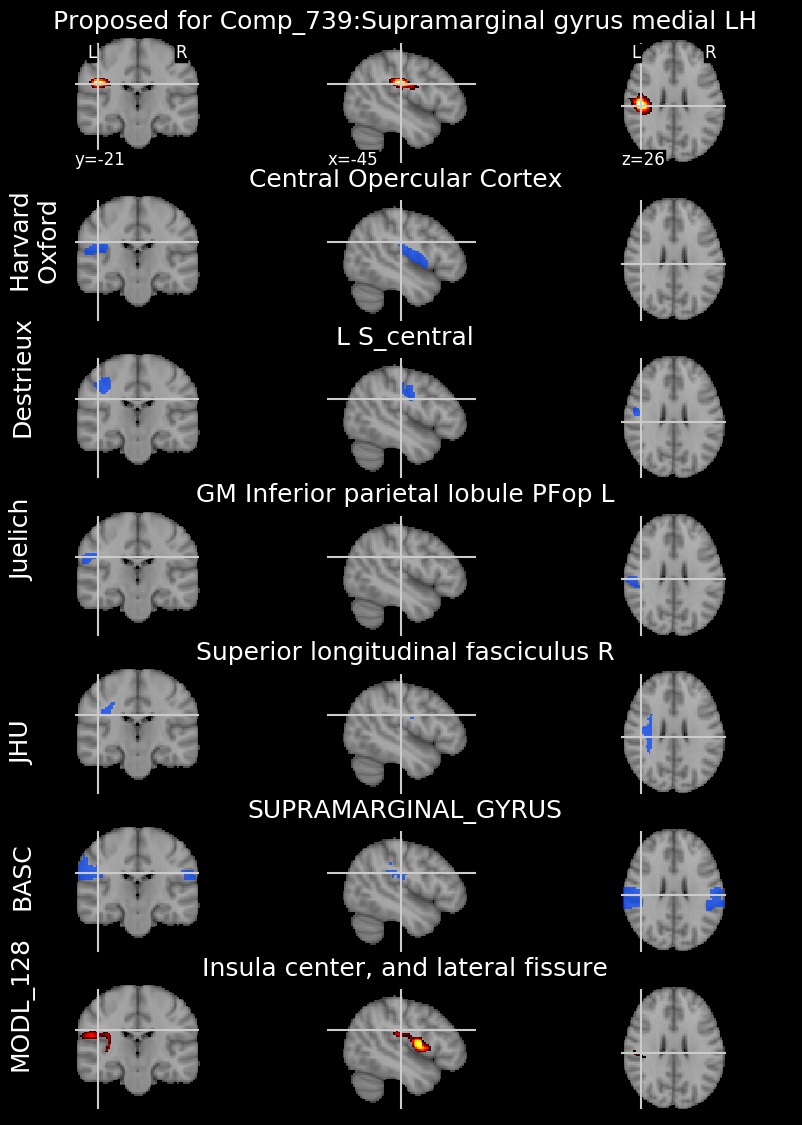 Proposed for Comp_739:Supramarginal gyrus medial LH
L R
L R
y=-21
x=-45
z=26
Central Opercular Cortex
Harvard
Oxford
L S_central
Destrieux
GM Inferior parietal lobule PFop L
Juelich
Superior longitudinal fasciculus R
JHU
SUPRAMARGINAL_GYRUS
BASC
Insula center, and lateral fissure
MODL_128